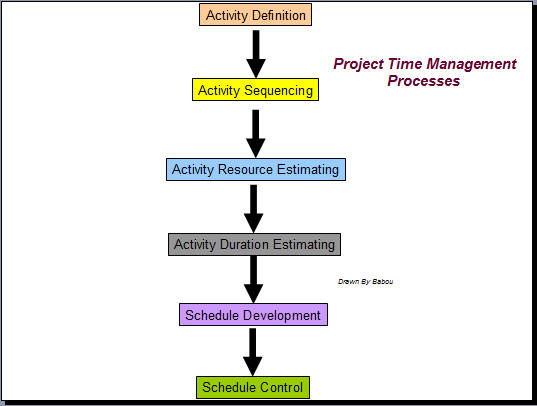 Activity Definition
Project Time Management
Processes
Activity Sequencing
Activity Resource Estimating
Activity Duration Estimating
Drawn By Babou
Schedule Development
Schedule Control